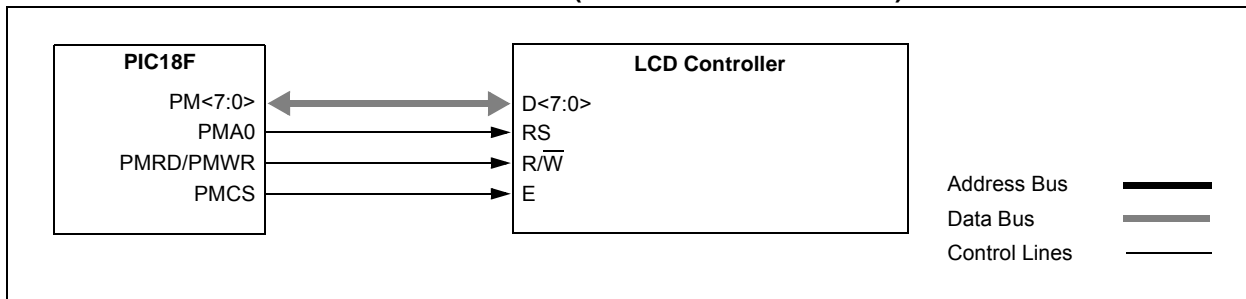 PIC18F
PM<7:0>
PMA0
PMRD/PMWR
PMCS
LCD Controller
D<7:0>
RS
R/W̅
E
Address Bus
Data Bus
Control Lines